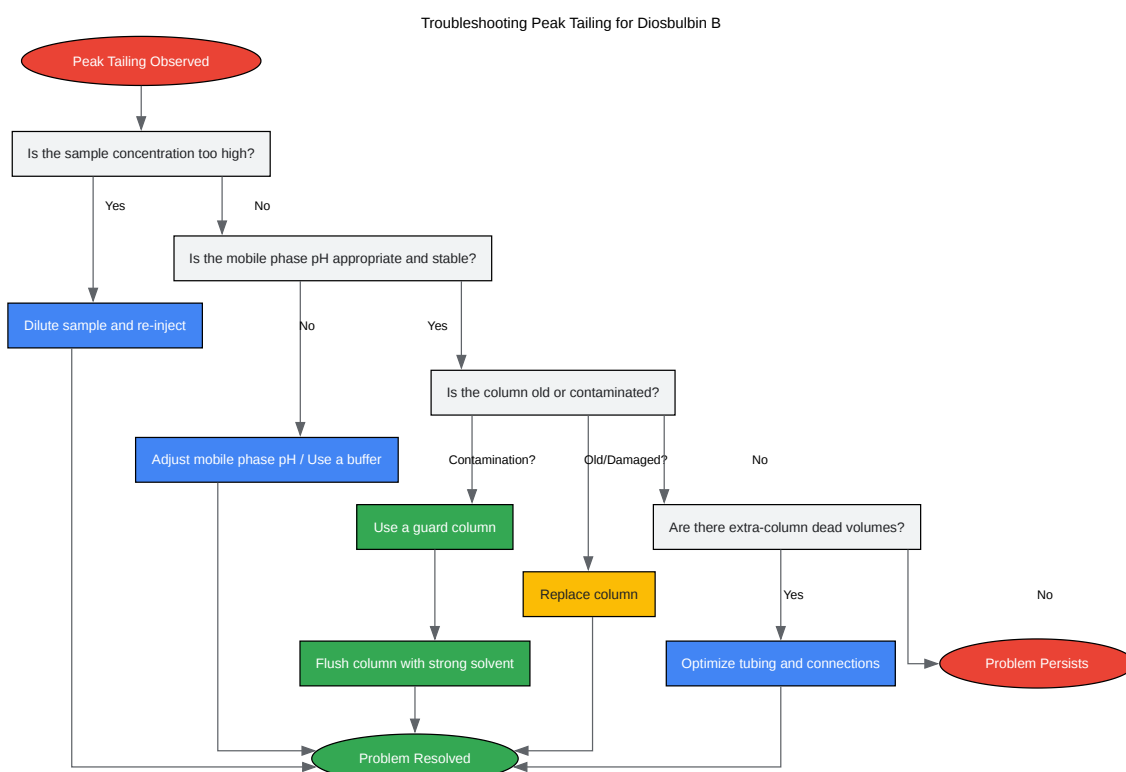 Troubleshooting Peak Tailing for Diosbulbin B
Peak Tailing Observed
Is the sample concentration too high?
Yes
No
Is the mobile phase pH appropriate and stable?
Dilute sample and re-inject
No
Yes
Is the column old or contaminated?
Adjust mobile phase pH / Use a buffer
Contamination?
Old/Damaged?
No
Use a guard column
Are there extra-column dead volumes?
Replace column
Yes
No
Flush column with strong solvent
Optimize tubing and connections
Problem Persists
Problem Resolved